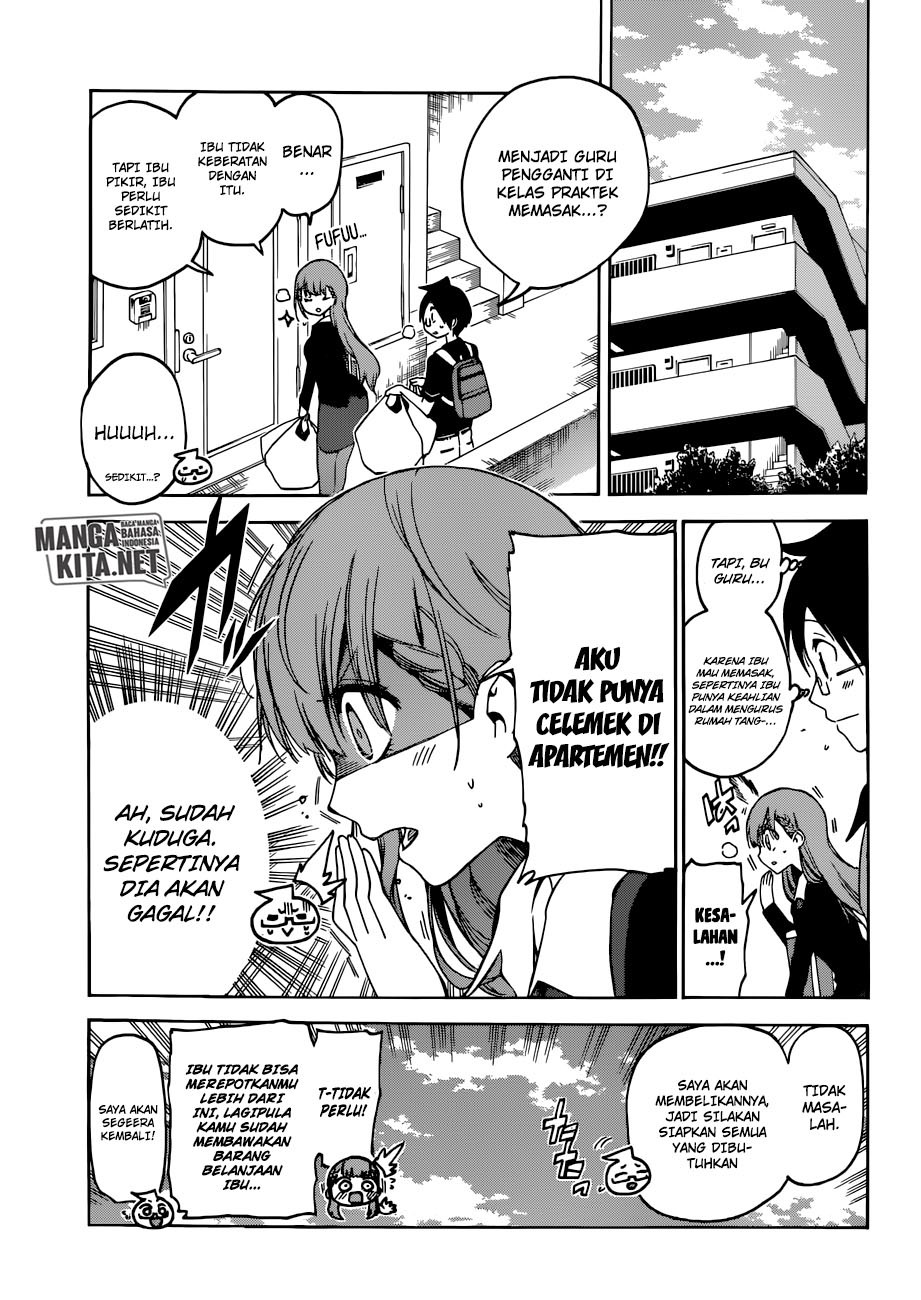 MENJADI GURU
PENGGANTI DI
KELAS PRAKTEK
MEMASAK...?
BENAR
...
IBU TIDAK
KEBERATAN
DENGAN
ITU.
TAPI IBU
PIKIR, IBU
PERLU
SEDIKIT
BERLATIH.
FUFUU...
HUUUH...
SEDIKIT...?
MANGA
KITA.NET
BACA MANGA
BAHASA
INDONESIA
TAPI, BU
GURU...
KARENA IBU
MAU MEMASAK,
SEPERTINYA IBU
PUNYA KEAHLIAN
DALAM MENGURUS
RUMAH TANG-...
KESA-
LAHAN
...!
AKU
TIDAK PUNYA
CELEMEK DI
APARTEMEN!!
AH, SUDAH
KUDUGA.
SEPERTINYA
DIA AKAN
GAGAL!!
TIDAK
MASA-
LAH.
SAYA AKAN
MEMBELIKANNYA,
JADI SILAKAN
SIAPKAN SEMUA
YANG DIBU-
TUHKAN
T-TIDAK
PERLU!
IBU TIDAK BISA
MEREPOTKANMU
LEBIH DARI
INI, LAGIPULA
KAMU SUDAH
MEMBAWAKAN
BARANG
BELANJAAN
IBU...
SAYA AKAN
SEGEERA
KEMBALI!